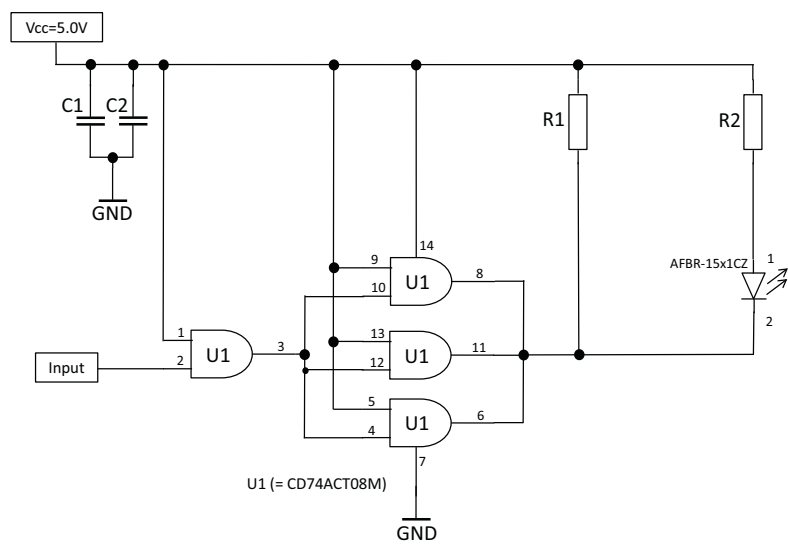 Vcc=5.0V
C1 C2
R1
R2
GND
14
AFBR-15x1CZ
1
9
U1
8
10
2
1
U1
3
2
13
U1
11
12
Input
5
U1
6
4
7
U1 (= CD74ACT08M)
GND